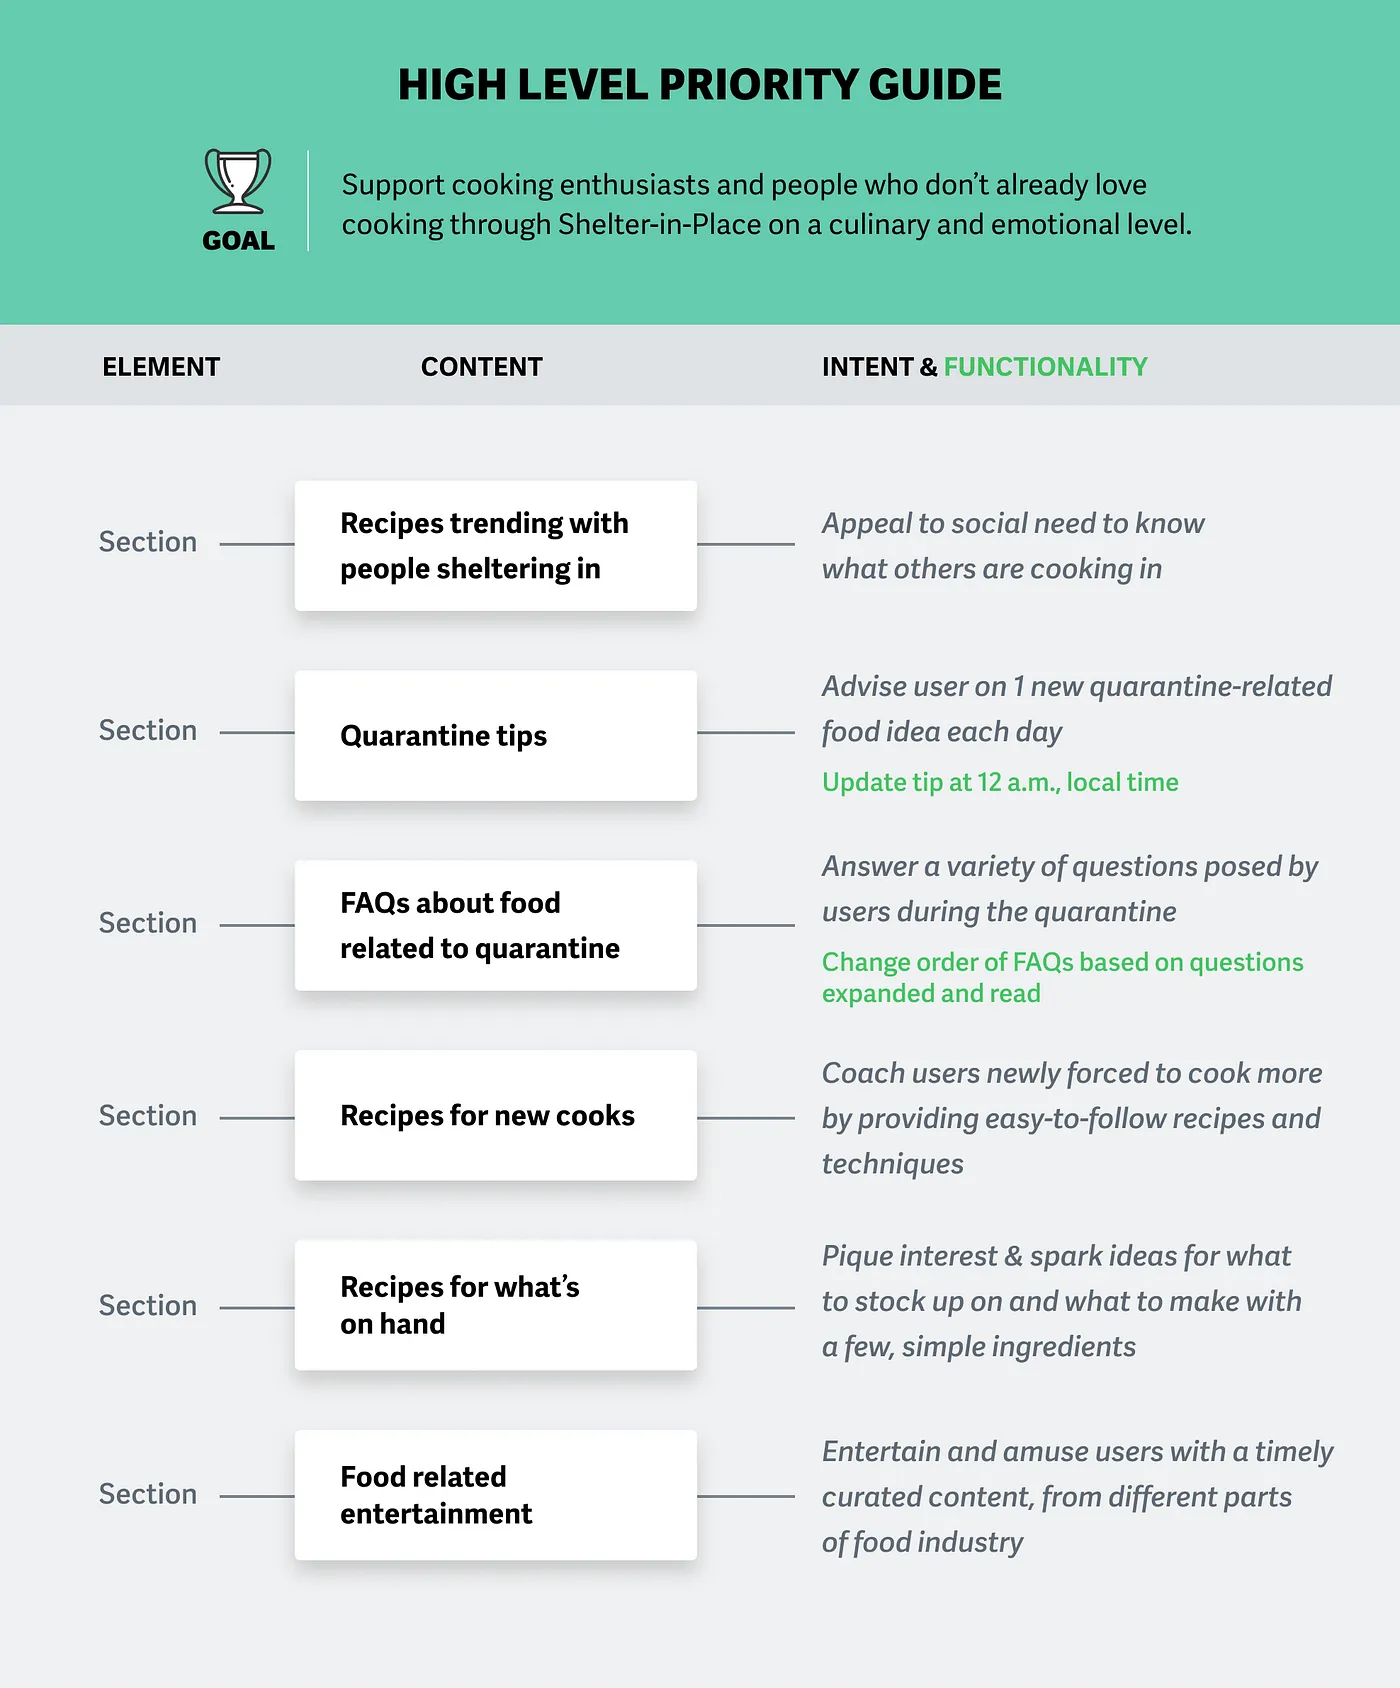 HIGH LEVEL PRIORITY GUIDE
GOAL
Support cooking enthusiasts and people who don’t already love
cooking through Shelter-in-Place on a culinary and emotional level.
ELEMENT
CONTENT
INTENT & FUNCTIONALITY
Section
Recipes trending with
people sheltering in
Appeal to social need to know
what others are cooking in
Section
Quarantine tips
Advise user on 1 new quarantine-related
food idea each day
Update tip at 12 a.m., local time
Section
FAQs about food
related to quarantine
Answer a variety of questions posed by
users during the quarantine
Change order of FAQs based on questions
expanded and read
Section
Recipes for new cooks
Coach users newly forced to cook more
by providing easy-to-follow recipes and
techniques
Section
Recipes for what’s
on hand
Pique interest & spark ideas for what
to stock up on and what to make with
a few, simple ingredients
Section
Food related
entertainment
Entertain and amuse users with a timely
curated content, from different parts
of food industry